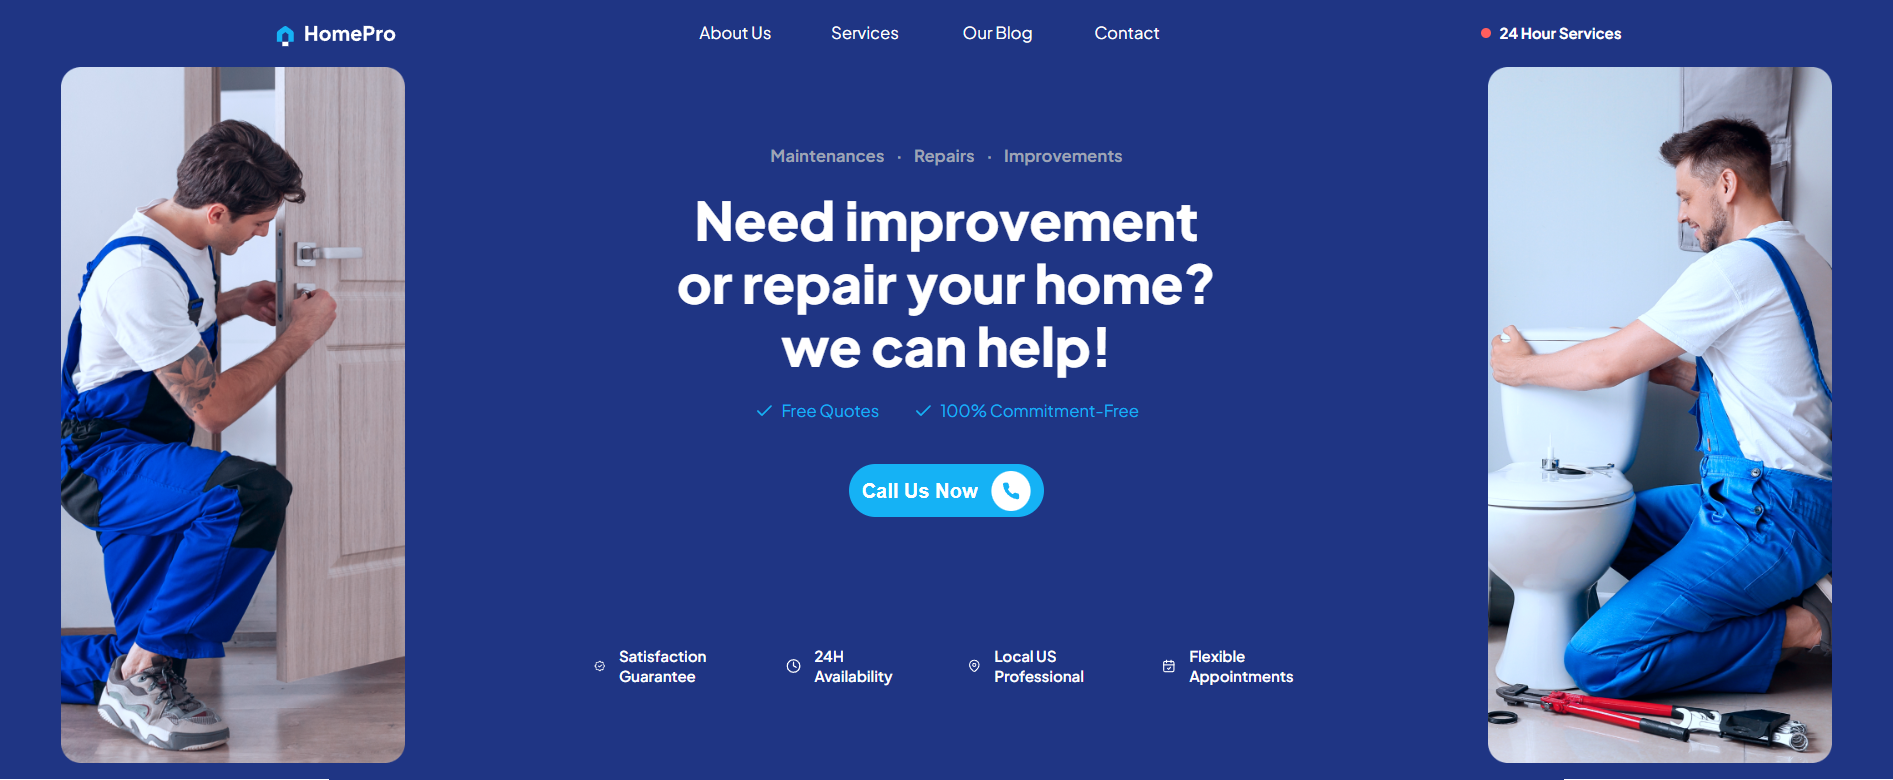 HomePro
About Us
Services
Our Blog
Contact
24 Hour Services
Maintenances · Repairs · Improvements
Need improvement
or repair your home?
we can help!
Free Quotes
100% Commitment-Free
Call Us Now
Satisfaction
Guarantee
24H
Availability
Local US
Professional
Flexible
Appointments